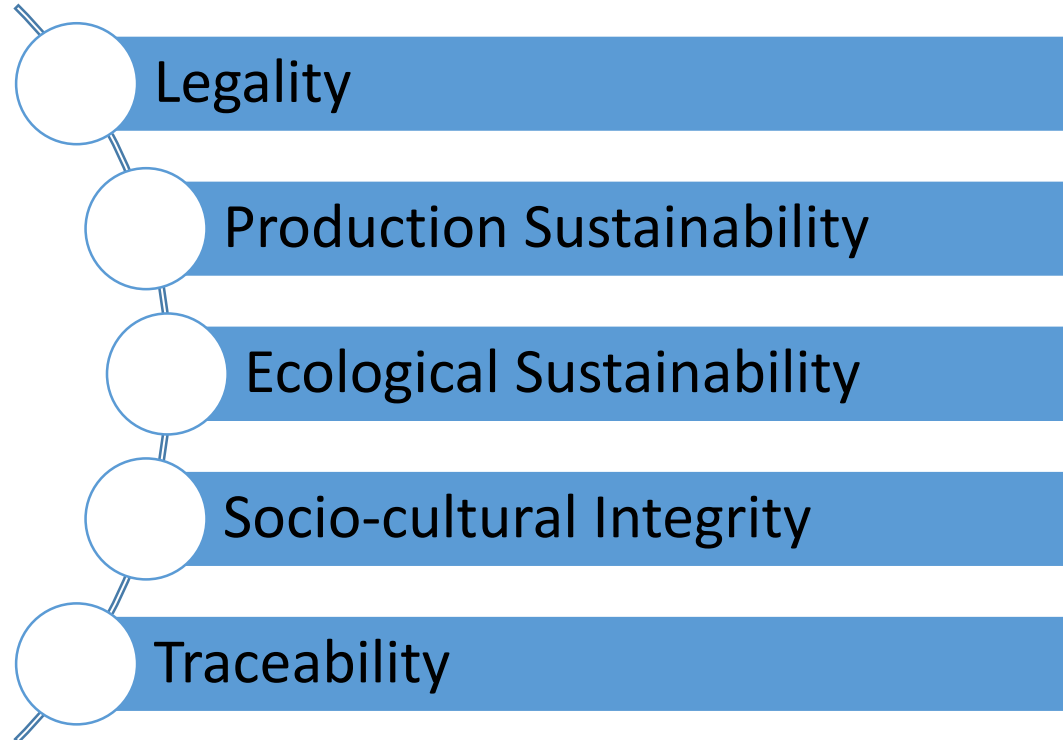 Legality
Production Sustainability
Ecological Sustainability
Socio-cultural Integrity
Traceability